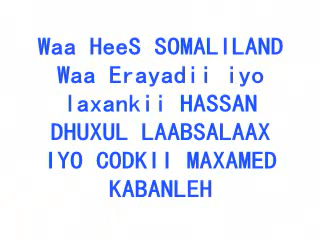 Waa HeeS SOMALILAND
Waa Erayadii iyo
laxankii HASSAN
DHUXUL LAABSALAAX
IYO CODKII MAXAMED
KABANLEH